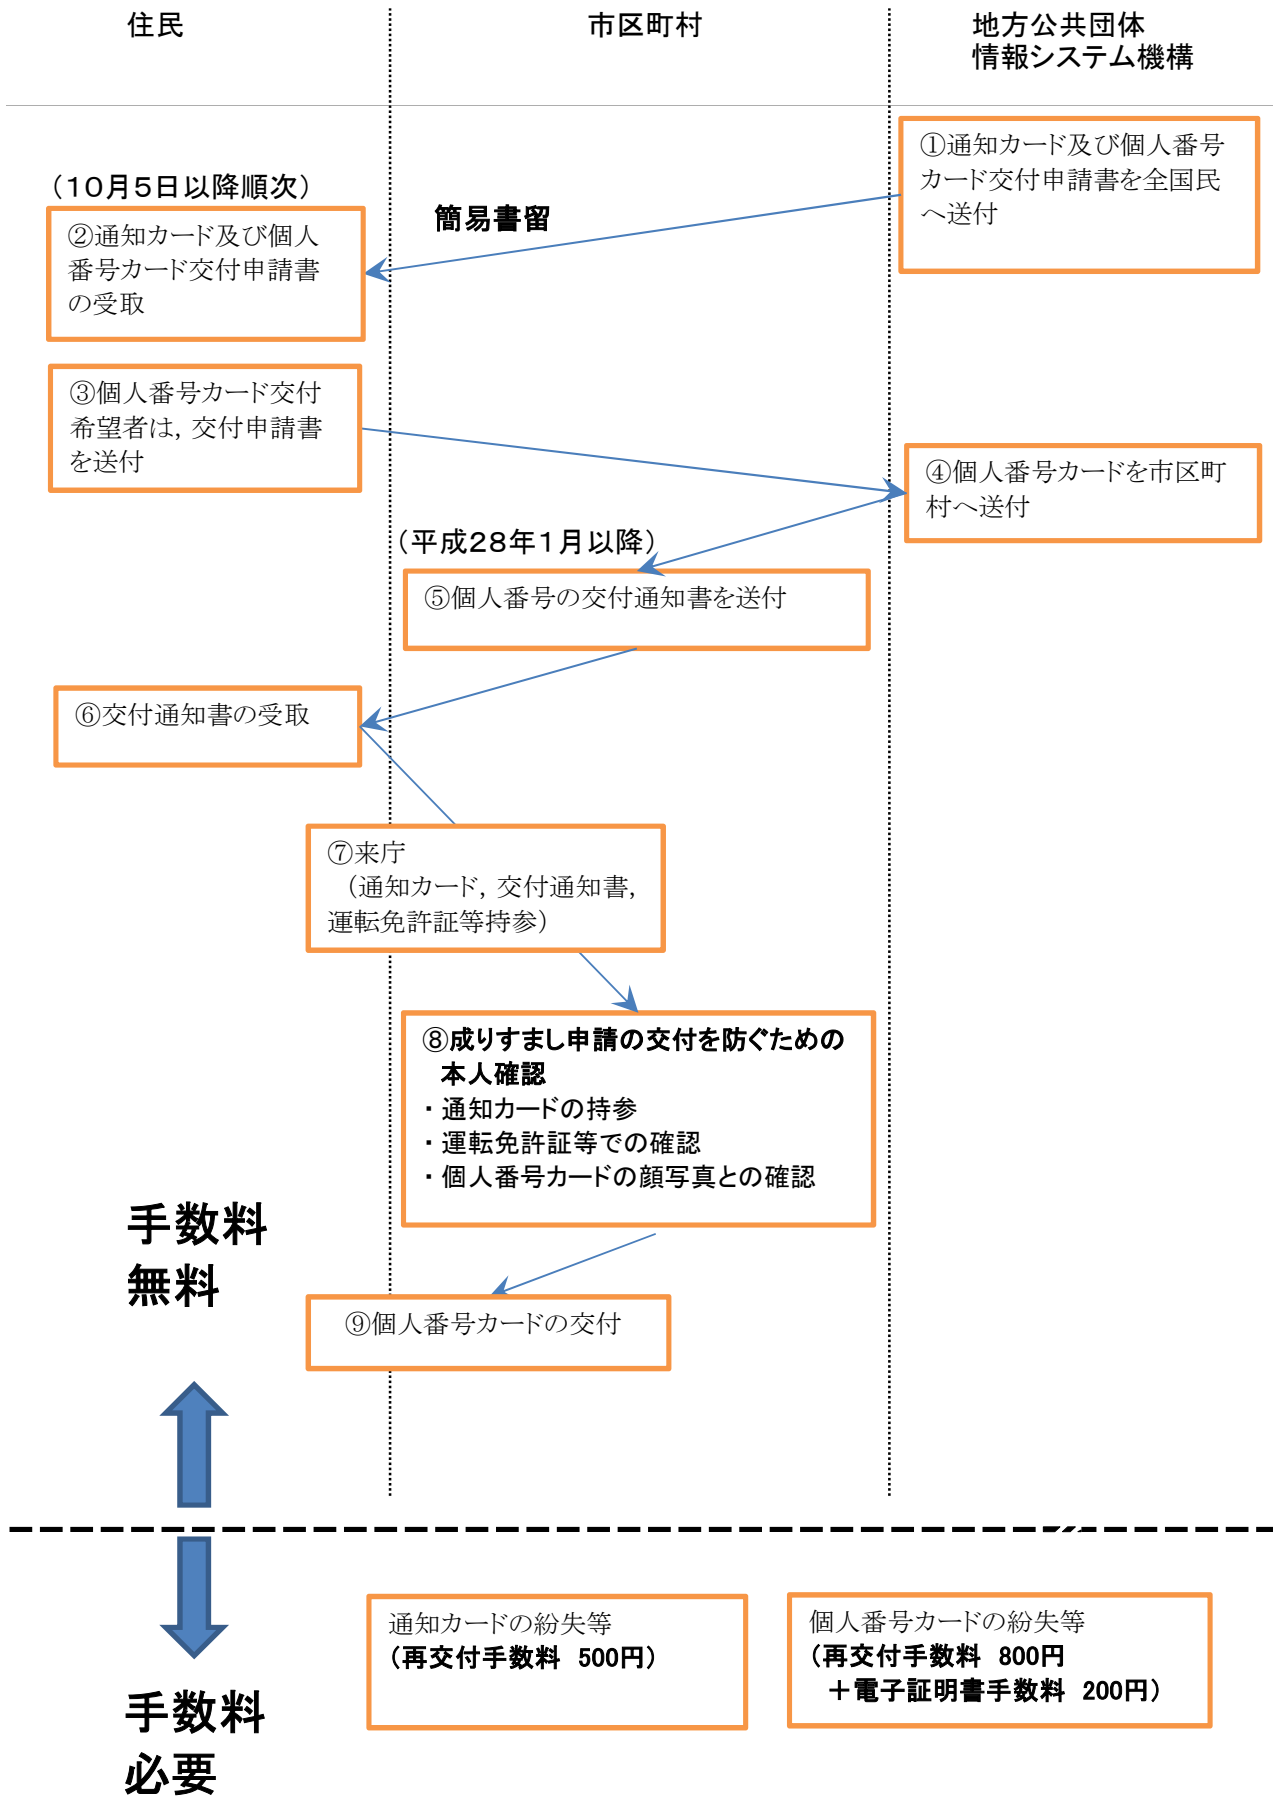 住民
市区町村
地方公共団体
情報システム機構
①通知カード及び個人番号
カード交付申請書を全国民
へ送付
（10月5日以降順次）
簡易書留
②通知カード及び個人
番号カード交付申請書
の受取
③個人番号カード交付
希望者は，交付申請書
を送付
④個人番号カードを市区町
村へ送付
（平成28年1月以降）
⑤個人番号の交付通知書を送付
⑥交付通知書の受取
⑦来庁
（通知カード，交付通知書，
運転免許証等持参）
⑧成りすまし申請の交付を防ぐための
本人確認
・通知カードの持参
・運転免許証等での確認
・個人番号カードの顔写真との確認
手数料
無料
⑨個人番号カードの交付
通知カードの紛失等
（再交付手数料　500円）
個人番号カードの紛失等
（再交付手数料　800円
＋電子証明書手数料　200円）
手数料
必要